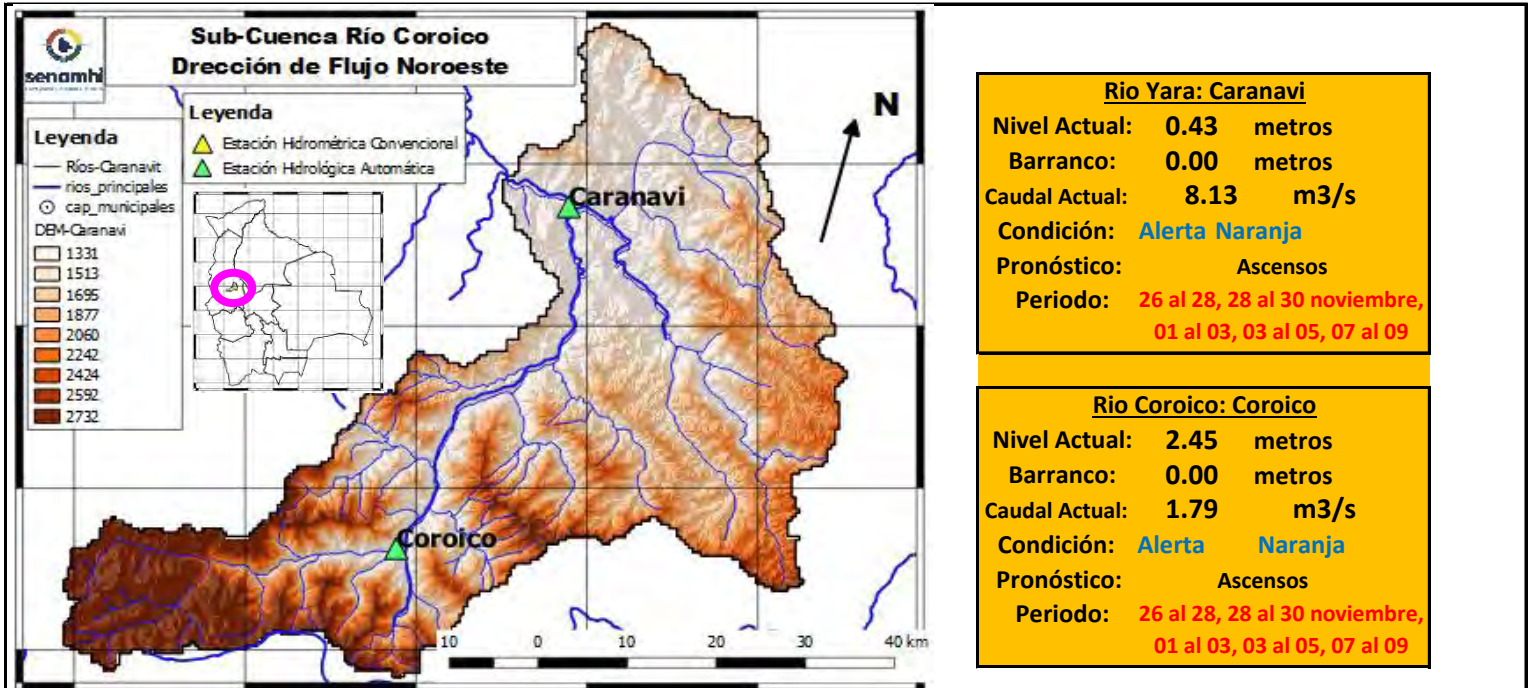 senamhi
Sub-Cuenca Río Coroico
Drección de Flujo Noroeste
Leyenda
Estación Hidrométrica Convencional
Estación Hidrológica Automática
Leyenda
Ríos-Caranavit
rios_principales
cap_municipales
DEM-Caranavi
1331
1513
1695
1877
2060
2242
2424
2592
2732
N
Caranavi
Coroico
10 0 10 20 30 40 km
Rio Yara: Caranavi
Nivel Actual: 0.43 metros
Barranco: 0.00 metros
Caudal Actual: 8.13 m3/s
Condición: Alerta Naranja
Pronóstico: Ascensos
Periodo: 26 al 28, 28 al 30 noviembre,
01 al 03, 03 al 05, 07 al 09
Rio Coroico: Coroico
Nivel Actual: 2.45 metros
Barranco: 0.00 metros
Caudal Actual: 1.79 m3/s
Condición: Alerta Naranja
Pronóstico: Ascensos
Periodo: 26 al 28, 28 al 30 noviembre,
01 al 03, 03 al 05, 07 al 09